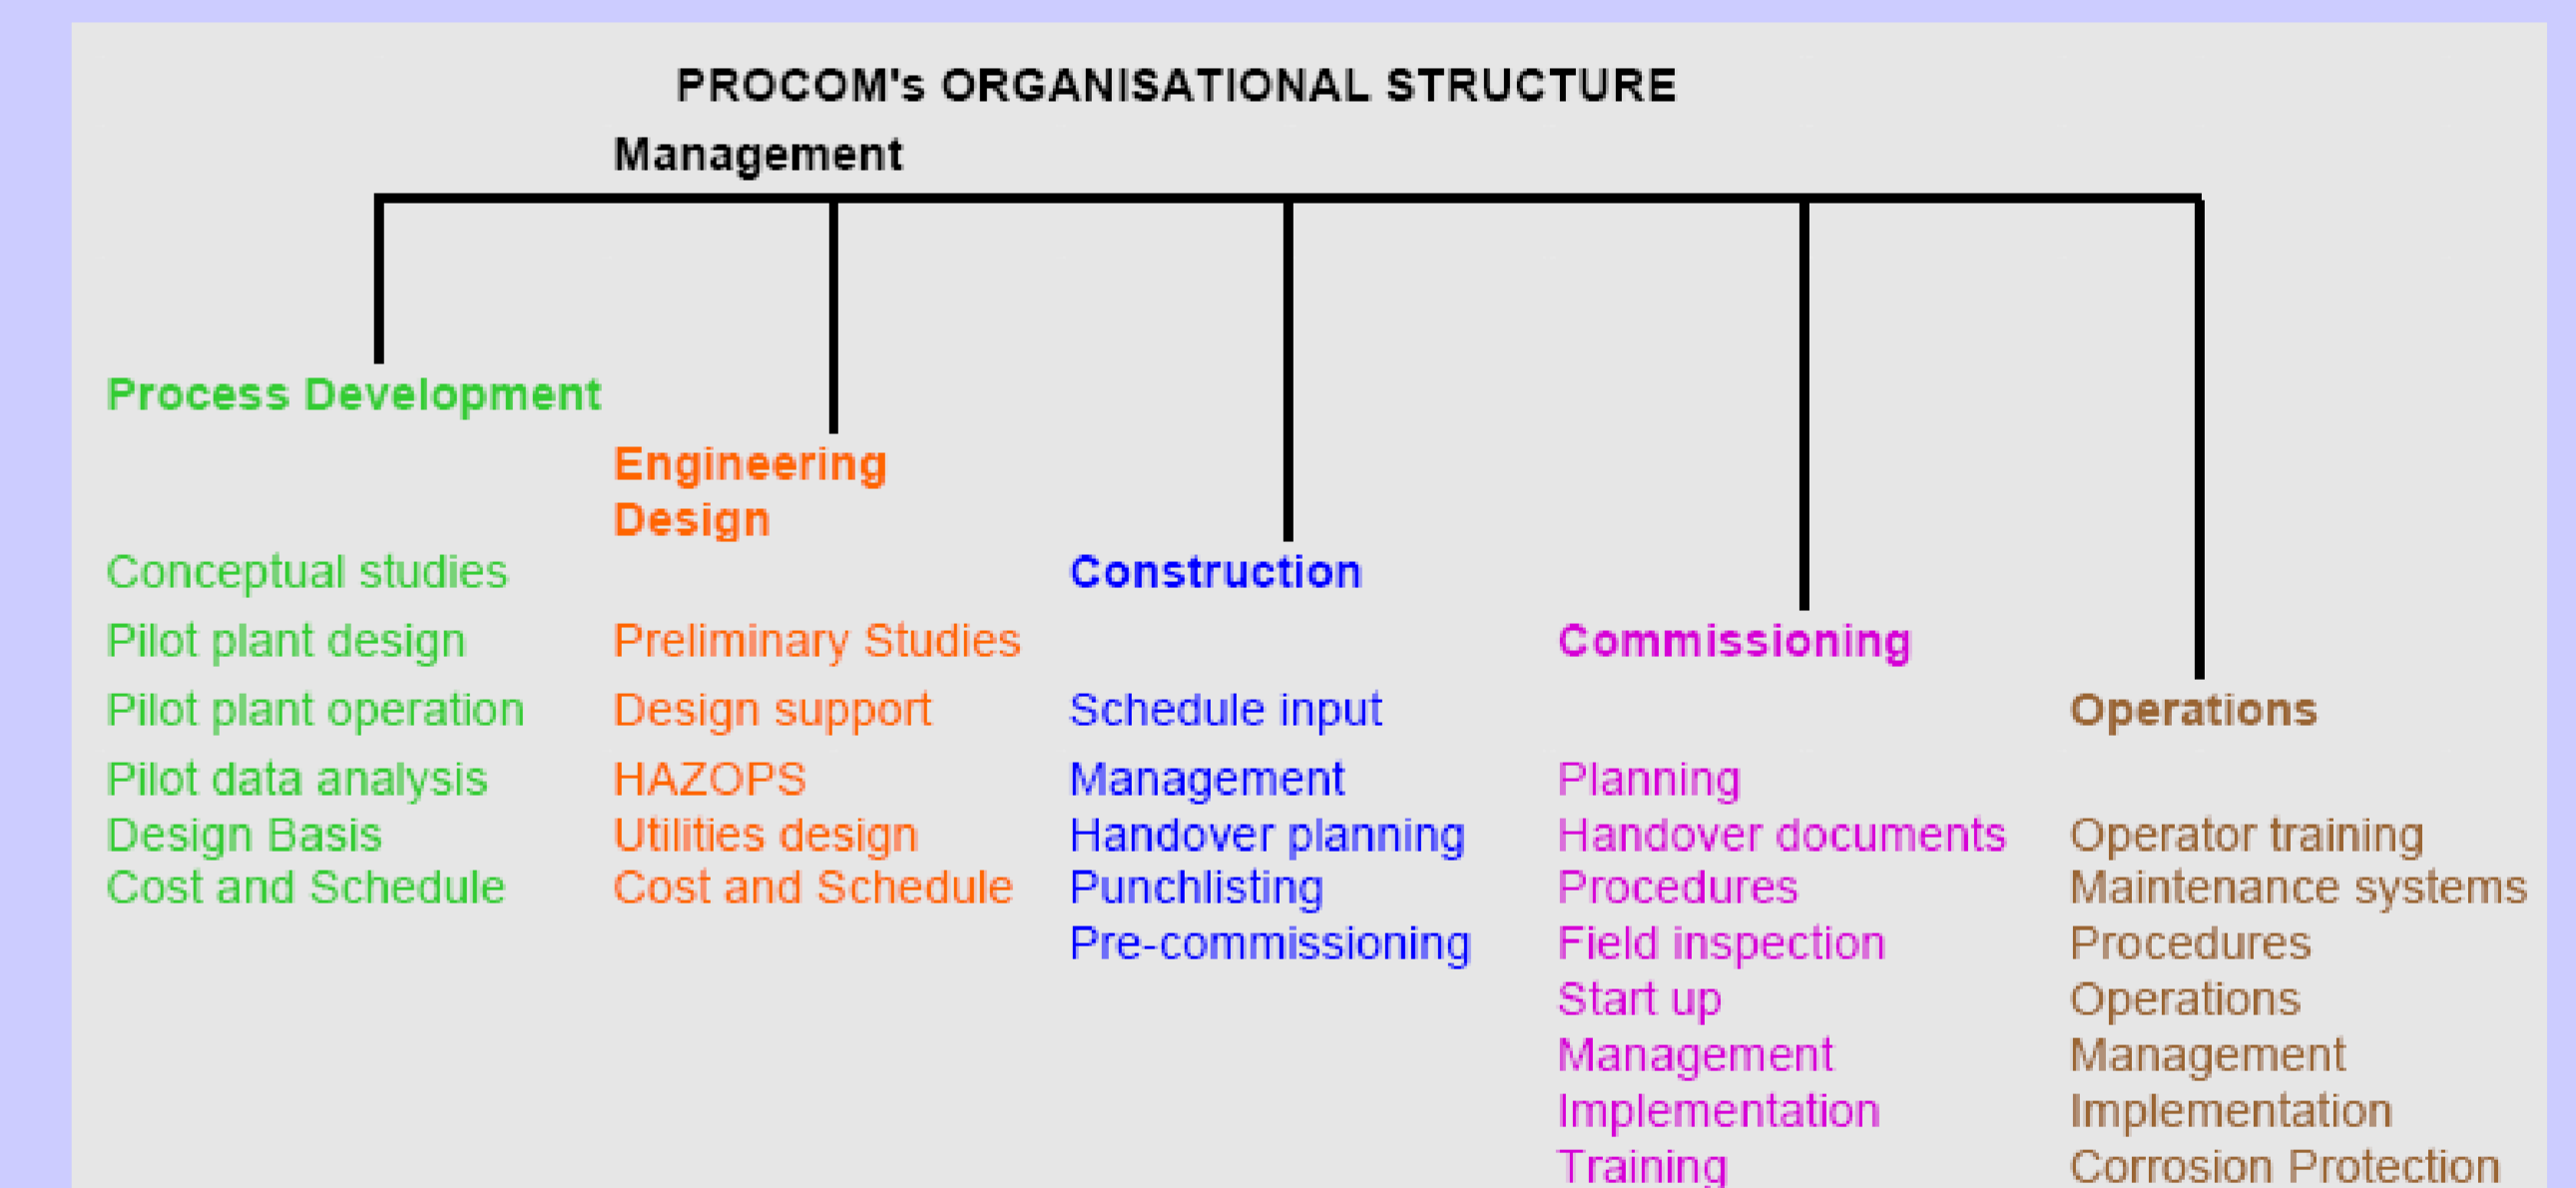 PROCOM's ORGANISATIONAL STRUCTURE
Management
Process Development
Conceptual studies
Pilot plant design
Pilot plant operation
Pilot data analysis
Design Basis
Cost and Schedule
Engineering
Design
Preliminary Studies
Design support
HAZOPS
Utilities design
Cost and Schedule
Construction
Schedule input
Management
Handover planning
Punchlisting
Pre-commissioning
Commissioning
Planning
Handover documents
Procedures
Field inspection
Start up
Management
Implementation
Training
Operations
Operator training
Maintenance systems
Procedures
Operations
Management
Implementation
Corrosion Protection